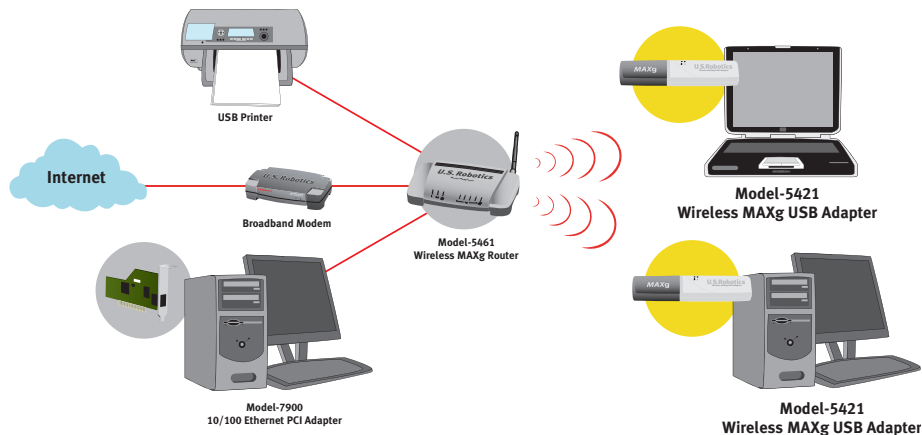 USB Printer
MAXg
U.S.Robotics
Internet
U.S. Robotics
U.S. Robotics
Broadband Modem
Model-5461
Wireless MAXg Router
Model-5421
Wireless MAXg USB Adapter
MAXg
U.S.Robotics
Model-7900
10/100 Ethernet PCI Adapter
Model-5421
Wireless MAXg USB Adapter